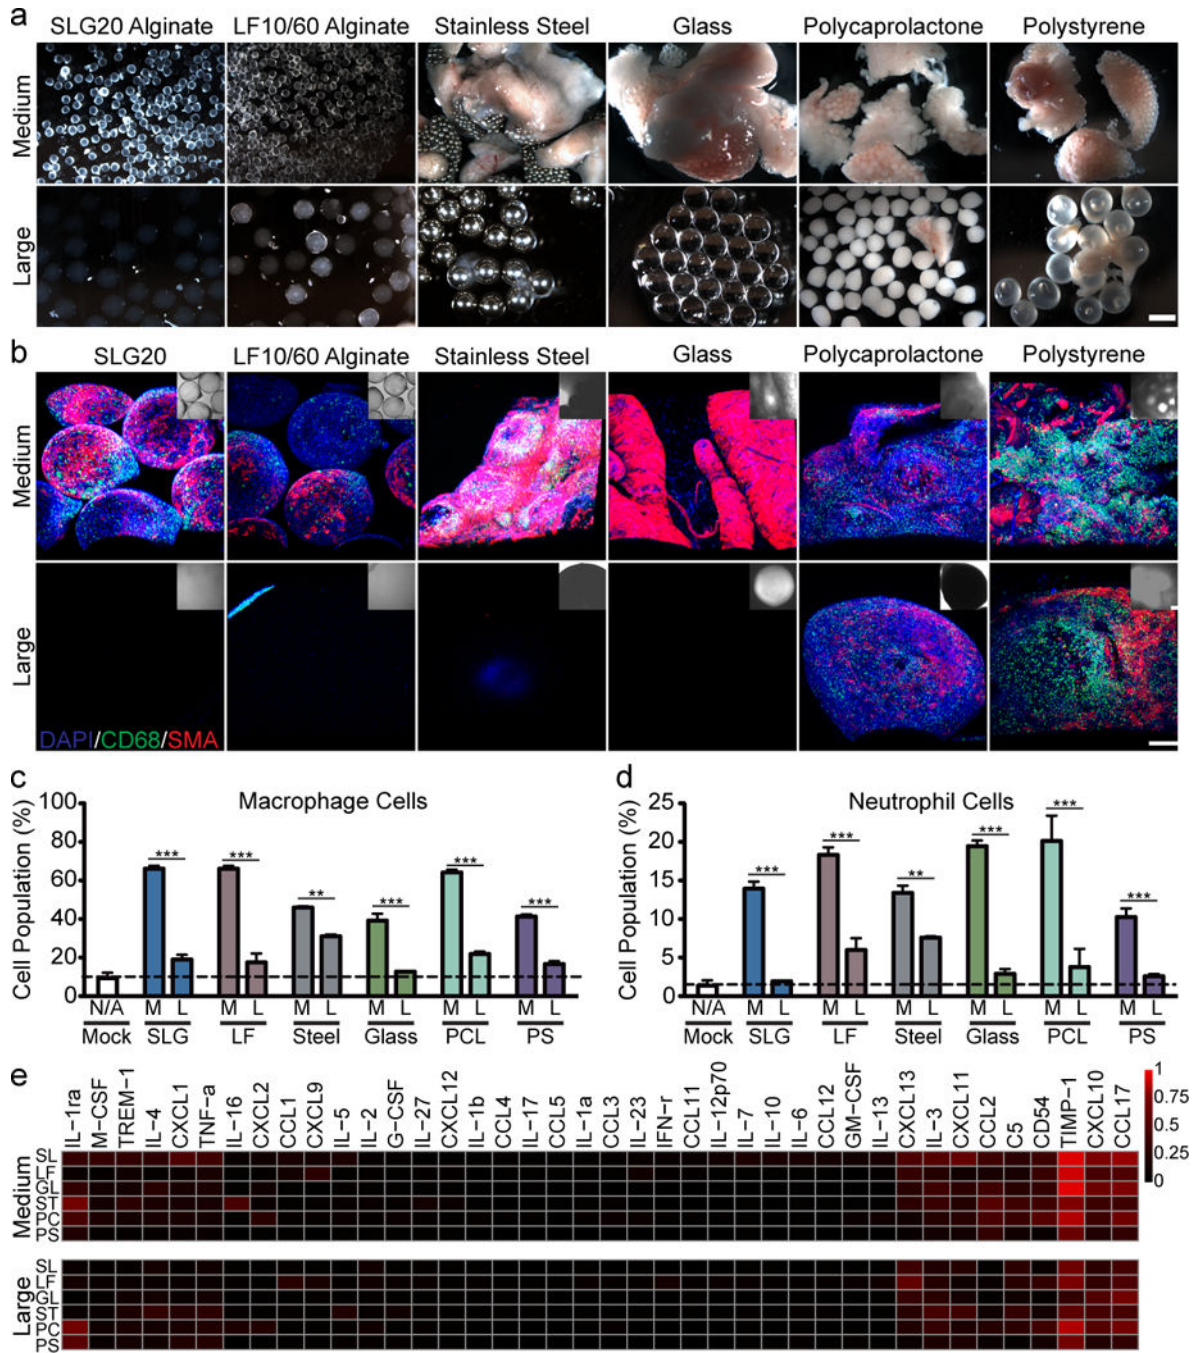 a
SLG20 Alginate LF10/60 Alginate Stainless Steel Glass Polycaprolactone Polystyrene
Medium
Large
b
SLG20 LF10/60 Alginate Stainless Steel Glass Polycaprolactone Polystyrene
Medium
Large
DAPI/CD68/SMA
c
Macrophage Cells
Cell Population (%)
100
80
60
40
20
0
*** *** ** *** *** ***
N/A M L M L M L M L M L M L
Mock SLG LF Steel Glass PCL PS
d
Neutrophil Cells
Cell Population (%)
25
20
15
10
5
0
*** *** ** *** *** ***
N/A M L M L M L M L M L M L
Mock SLG LF Steel Glass PCL PS
e
IL-1ra M-CSF TREM-1 IL-4 CXCL1 TNF-a IL-16 CXCL2 CCL1 CXCL9 IL-5 IL-2 G-CSF IL-27 CXCL12 IL-1b CCL4 IL-17 CCL5 IL-1a CCL3 IL-23 IFN-r CCL11 IL-12p70 IL-7 IL-10 IL-6 CCL12 GM-CSF IL-13 CXCL13 IL-3 CXCL11 CCL2 C5 CD54 TIMP-1 CXCL10 CCL17
1
0.75
0.5
0.25
0
Medium
SL
LF
GL
ST
PC
PS
Large
SL
LF
GL
ST
PC
PS